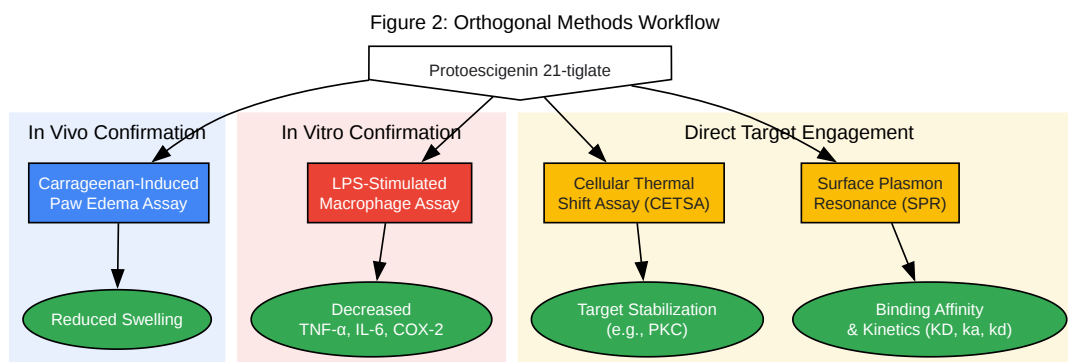 Figure 2: Orthogonal Methods Workflow
Protoescigenin 21-tiglate
In Vivo Confirmation
In Vitro Confirmation
Direct Target Engagement
Carrageenan-Induced
Paw Edema Assay
LPS-Stimulated
Macrophage Assay
Cellular Thermal
Shift Assay (CETSA)
Surface Plasmon
Resonance (SPR)
Reduced Swelling
Decreased
TNF-α, IL-6, COX-2
Target Stabilization
(e.g., PKC)
Binding Affinity
& Kinetics (KD, ka, kd)